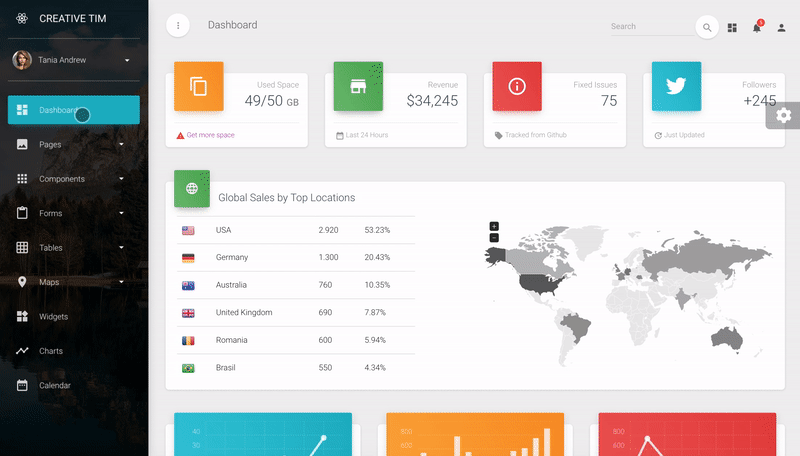 CREATIVE TIM
Tania Andrew
Dashboard
Pages
Components
Forms
Tables
Maps
Widgets
Charts
Calendar
Dashboard
Search
3
Used Space
49/50 GB
Get more space
Revenue
$34,245
Last 24 Hours
Fixed Issues
75
Tracked from Github
Followers
+245
Just Updated
Global Sales by Top Locations
USA 2.920 53.23%
Germany 1.300 20.43%
Australia 760 10.35%
United Kingdom 690 7.87%
Romania 600 5.94%
Brasil 550 4.34%
+
−
40
30
800
600
800
600